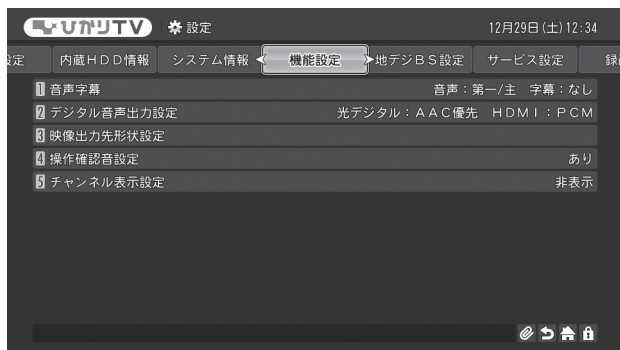 ひかりTV 設定 12月29日(土)12:34
設定 内蔵HDD情報 システム情報 機能設定 地デジBS設定 サービス設定 録
1 音声字幕 音声：第一/主 字幕：なし
2 デジタル音声出力設定 光デジタル：AAC優先 HDMI：PCM
3 映像出力先形状設定
4 操作確認音設定 あり
5 チャンネル表示設定 非表示